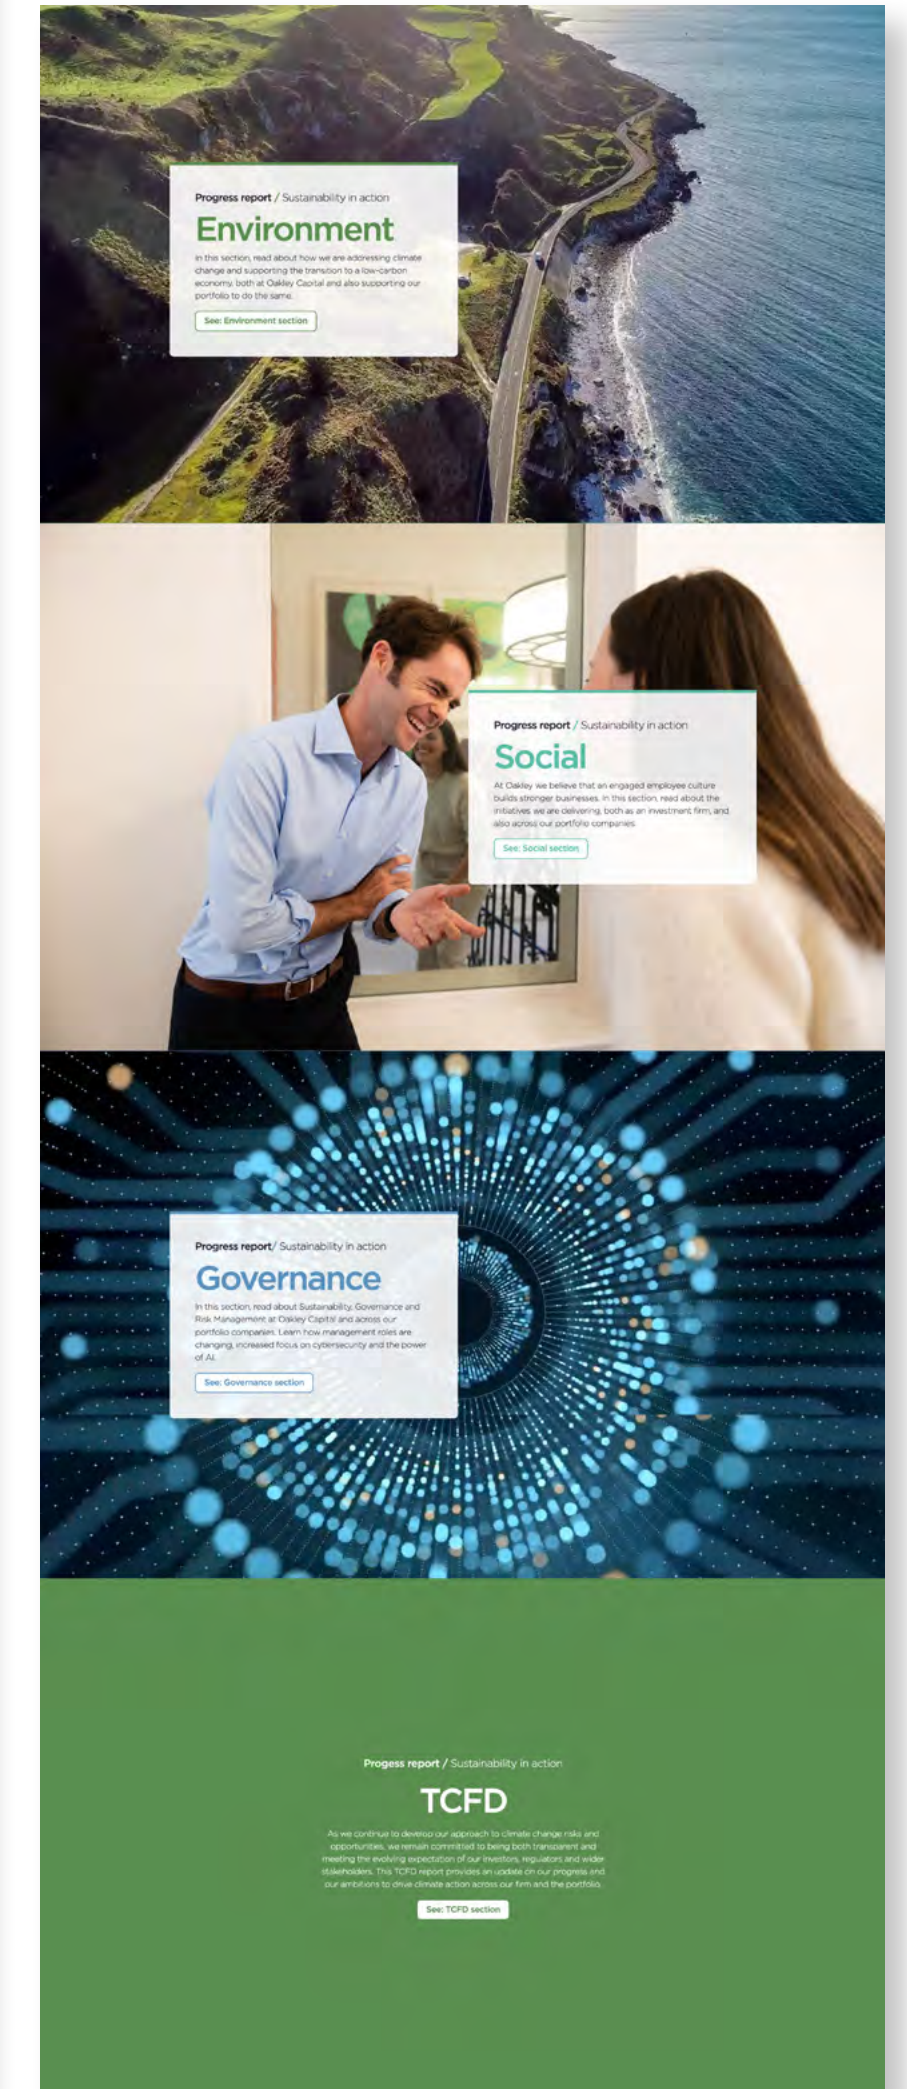 Progress report / Sustainability in action
Environment
In this section, read about how we are addressing climate
change and supporting the transition to a low-carbon
economy, both at Oakley Capital and also supporting our
portfolio to do the same.
See: Environment section
Progress report / Sustainability in action
Social
At Oakley we believe that an engaged employee culture
builds stronger businesses. In this section, read about the
initiatives we are delivering, both as an investment firm, and
also across our portfolio companies.
See: Social section
Progress report/ Sustainability in action
Governance
In this section, read about Sustainability, Governance and
Risk Management at Oakley Capital and across our
portfolio companies. Learn how management roles are
changing, increased focus on cybersecurity and the power
of AI.
See: Governance section
Progess report / Sustainability in action
TCFD
As we continue to develop our approach to climate change risks and
opportunities, we remain committed to being both transparent and
meeting the evolving expectation of our investors, regulators and wider
stakeholders. This TCFD report provides an update on our progress and
our ambitions to drive climate action across our firm and the portfolio.
See: TCFD section